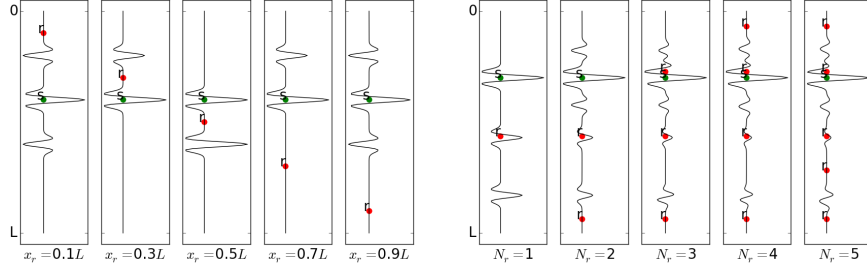 0
r
r
r
r
s
s
s
s
s
r
r
s
s
r
s
r
s
r
s
r
r
r
r
r
r
r
r
r
L
x_r = 0.1L
x_r = 0.3L
x_r = 0.5L
x_r = 0.7L
x_r = 0.9L
N_r = 1
N_r = 2
N_r = 3
N_r = 4
N_r = 5